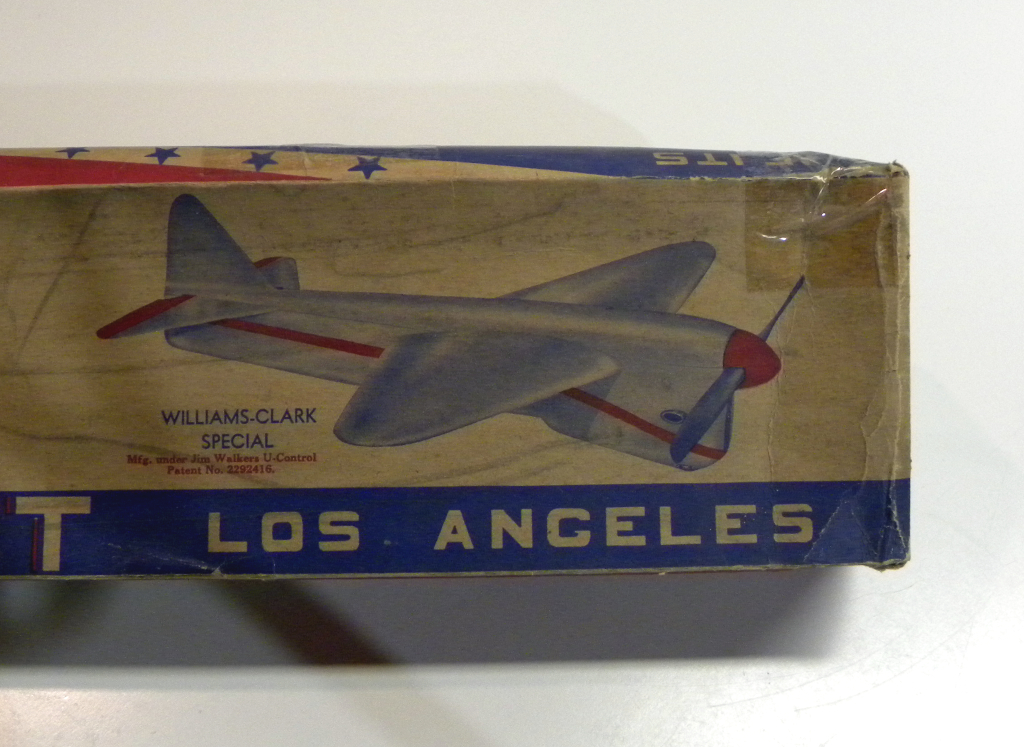 WILLIAMS-CLARK
SPECIAL
Mfg. under Jim Walkers U-Control
Patent No. 2292416.
T LOS ANGELES